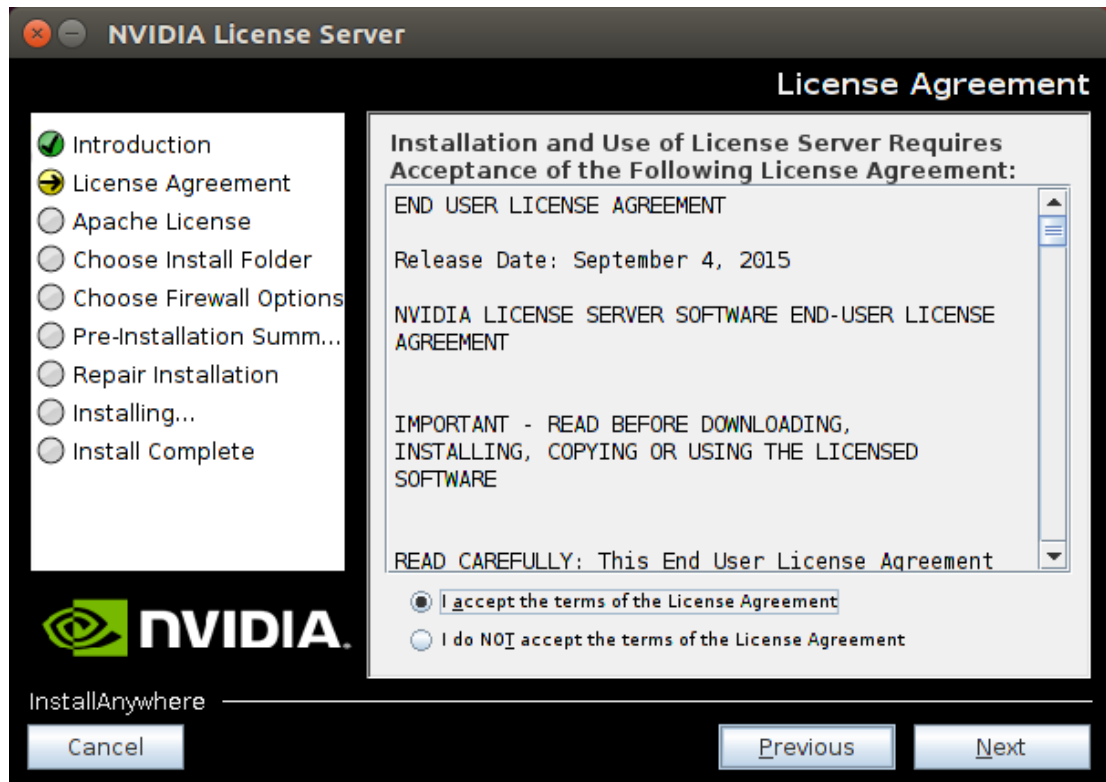 NVIDIA License Server
License Agreement
Introduction
License Agreement
Apache License
Choose Install Folder
Choose Firewall Options
Pre-Installation Summ...
Repair Installation
Installing...
Install Complete
Installation and Use of License Server Requires
Acceptance of the Following License Agreement:
END USER LICENSE AGREEMENT
Release Date: September 4, 2015
NVIDIA LICENSE SERVER SOFTWARE END-USER LICENSE
AGREEMENT
IMPORTANT - READ BEFORE DOWNLOADING,
INSTALLING, COPYING OR USING THE LICENSED
SOFTWARE
READ CAREFULLY: This End User License Agreement
I accept the terms of the License Agreement
I do NOT accept the terms of the License Agreement
NVIDIA.
InstallAnywhere
Cancel
Previous
Next